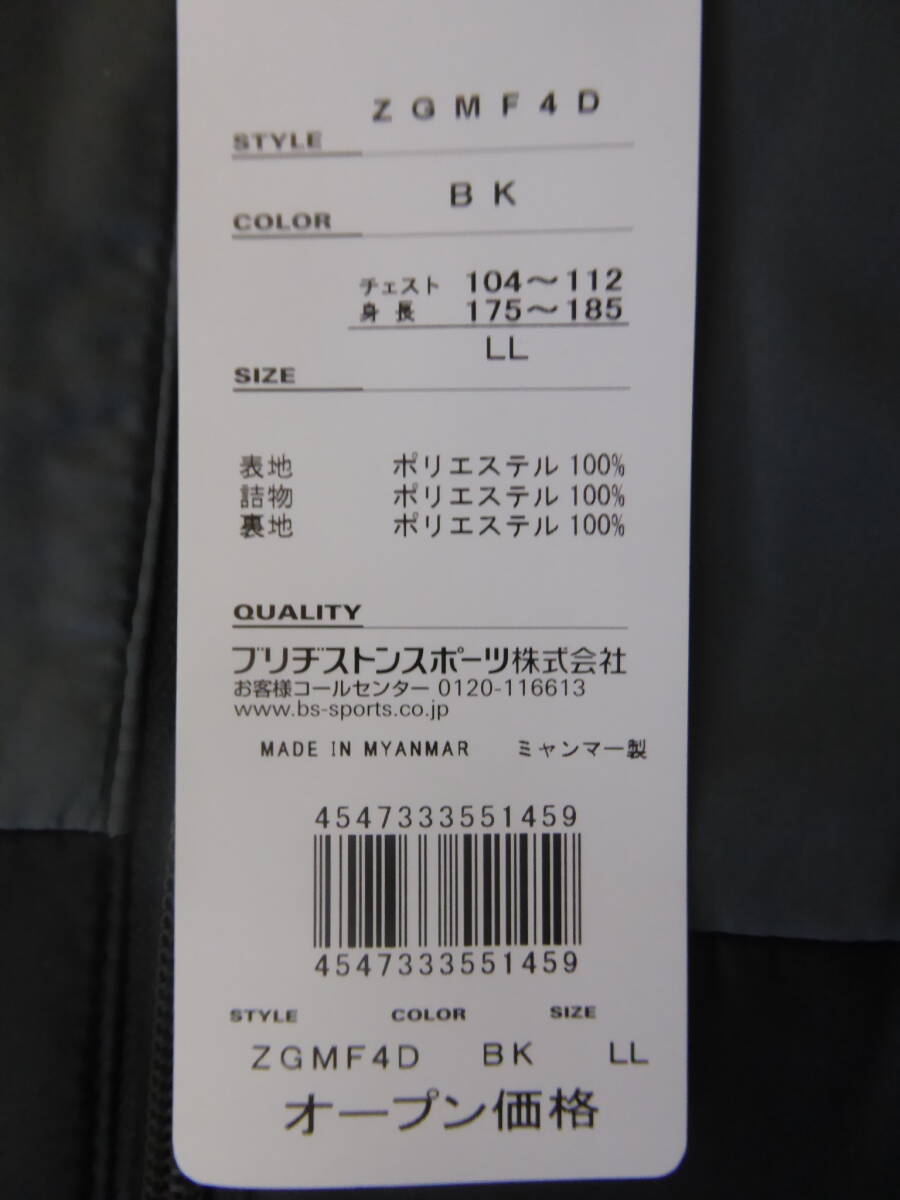 ZGMF4D
STYLE
BK
COLOR
チェスト 104〜112
身長 175〜185
LL
SIZE
表地 ポリエステル 100%
詰物 ポリエステル 100%
裏地 ポリエステル 100%
QUALITY
ブリヂストンスポーツ株式会社
お客様コールセンター 0120-116613
www.bs-sports.co.jp
MADE IN MYANMAR ミャンマー製
4547333551459
4547333551459
STYLE COLOR SIZE
ZGMF4D BK LL
オープン価格